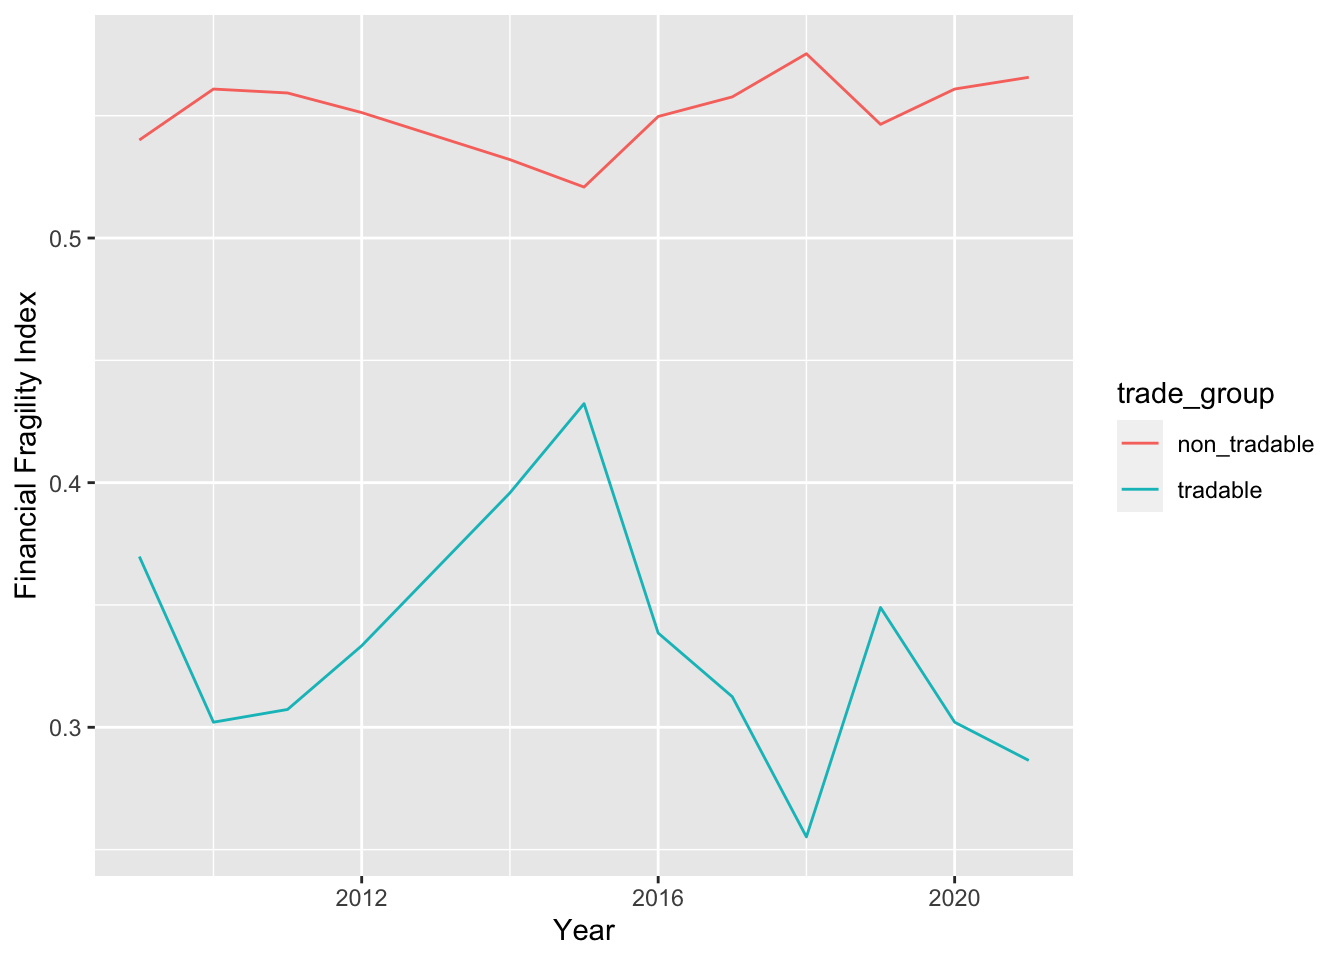 0.5
0.4
0.3
2012
2016
2020
Year
Financial Fragility Index
trade_group
non_tradable
tradable